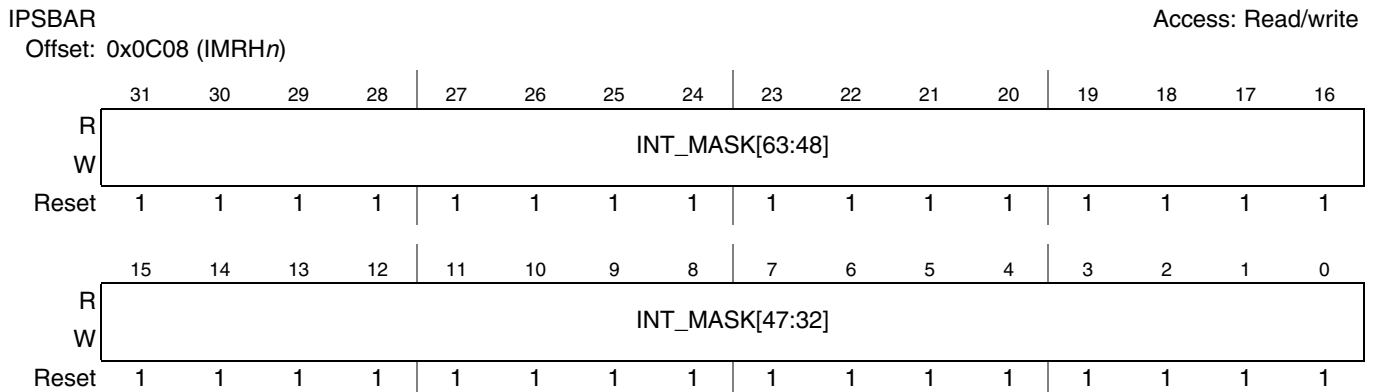 IPSBAR Access: Read/write
Offset: 0x0C08 (IMRHn)
31 30 29 28 27 26 25 24 23 22 21 20 19 18 17 16
R
INT_MASK[63:48]
W
Reset 1 1 1 1 1 1 1 1 1 1 1 1 1 1 1 1
15 14 13 12 11 10 9 8 7 6 5 4 3 2 1 0
R
INT_MASK[47:32]
W
Reset 1 1 1 1 1 1 1 1 1 1 1 1 1 1 1 1